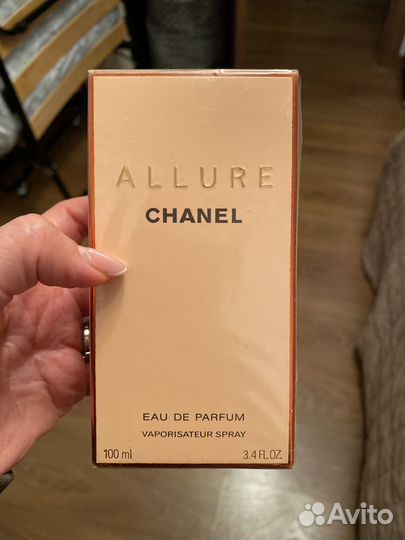 ALLURE
CHANEL
EAU DE PARFUM
VAPORISATEUR SPRAY
100 ml 3.4 FL.OZ.
Avito